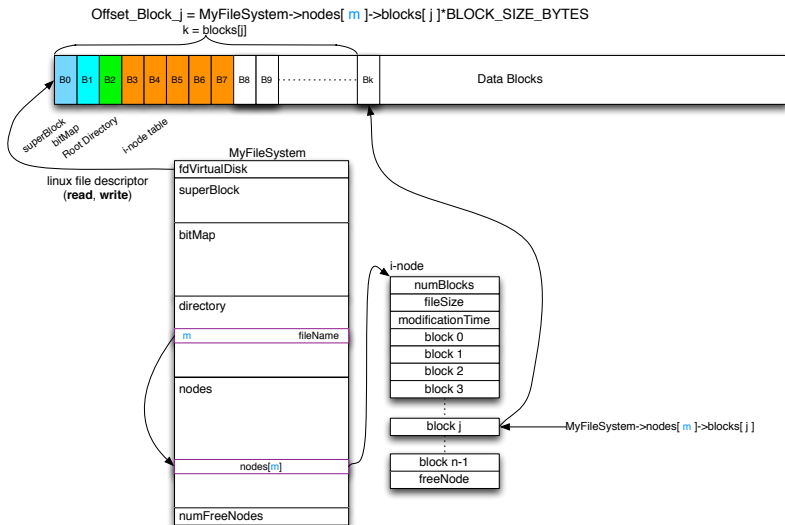 Offset_Block_j = MyFileSystem->nodes[ m ]->blocks[ j ]*BLOCK_SIZE_BYTES
k = blocks[j]
B0 B1 B2 B3 B4 B5 B6 B7 B8 B9 Bk Data Blocks
superBlock
bitMap
Root Directory
i-node table
MyFileSystem
fdVirtualDisk
linux file descriptor
(read, write)
superBlock
bitMap
i-node
numBlocks
fileSize
directory
modificationTime
m fileName
block 0
block 1
block 2
block 3
nodes
block j
MyFileSystem->nodes[ m ]->blocks[ j ]
nodes[m]
block n-1
freeNode
numFreeNodes